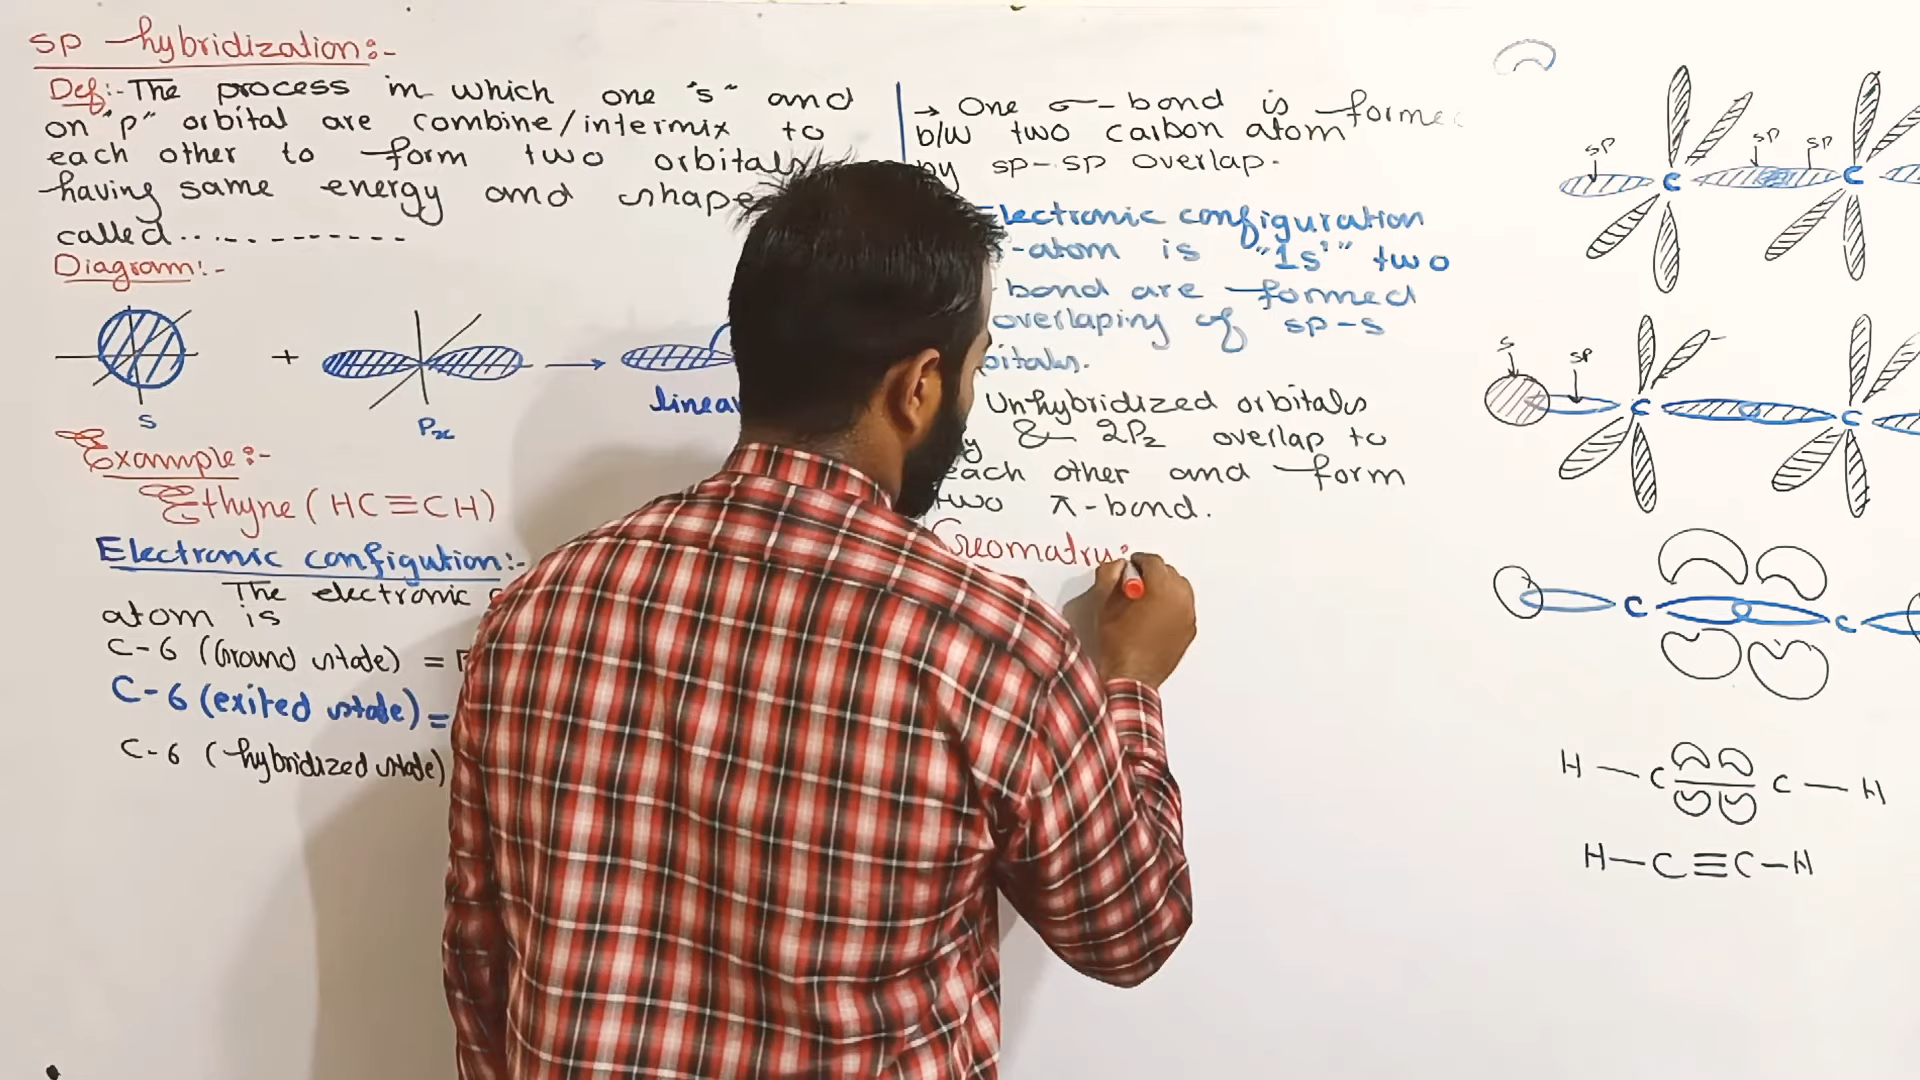 sp hybridization:-
Def:- The process in which one "s" and
on "p" orbital are combine/intermix to
each other to form two orbitals
having same energy and shape
called...-----------
Diagram:-
+
S
Px
linea
Example:-
Ethyne (HC≡CH)
Electronic configution:-
The electronic
atom is
C-6 (Ground state) =
C-6 (exited state) =
C-6 (hybridized state)
→ One σ-bond is formed
b/w two carbon atom
by sp-sp overlap.
lectronic configuration
-atom is "1s'" two
bond are formed
overlaping of sp-s
bitals.
Unhybridized orbitals
y & 2Pz overlap to
each other and form
two π-bond.
Geomatry:
sp C sp sp C
s sp C C
C C
H — C C — H
H—C≡C—H